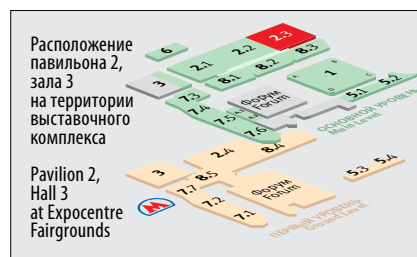 Расположение
павильона 2,
зала 3
на территории
выставочного
комплекса
Pavilion 2,
Hall 3
at Expocentre
Fairgrounds
6
2.1
2.2
2.3
3
8.1
8.2
8.3
1
5.2
5.1
7.3
7.4
7.5
7.6
Форум
Forum
ОСНОВНОЙ УРОВЕНЬ
Main Level
3
2.4
8.4
8.5
7.7
7.2
7.1
Форум
Forum
5.3
5.4
ПЕРВЫЙ УРОВЕНЬ
Ground Level
М